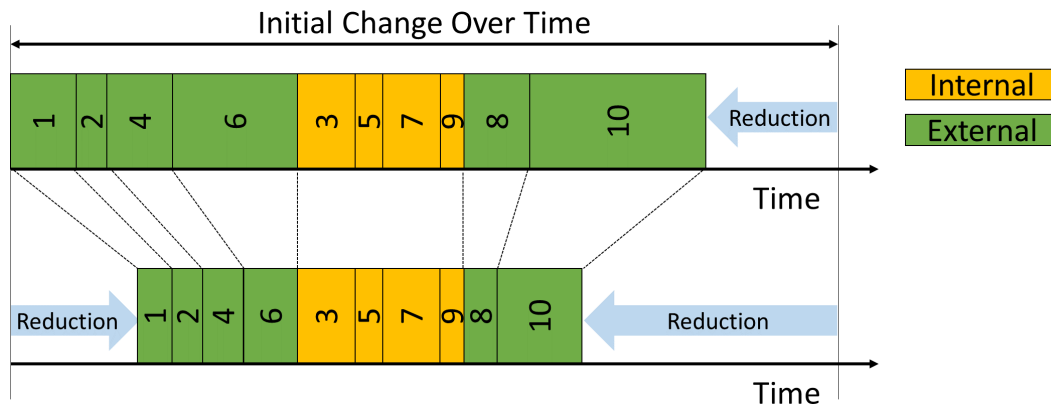 Initial Change Over Time
1 2 4 6 3 5 7 9 8 10
Reduction
Internal
External
Time
Reduction
1 2 4 6 3 5 7 9 8 10
Reduction
Time